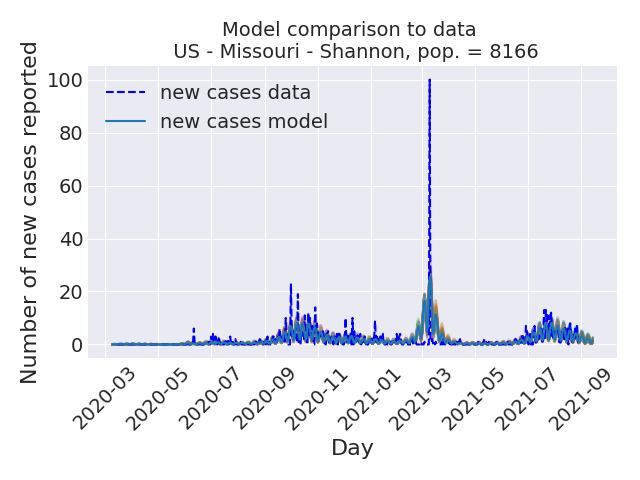 Model comparison to data
US - Missouri - Shannon, pop. = 8166
Number of new cases reported
100
80
60
40
20
0
new cases data
new cases model
2020-03
2020-05
2020-07
2020-09
2020-11
2021-01
2021-03
2021-05
2021-07
2021-09
Day